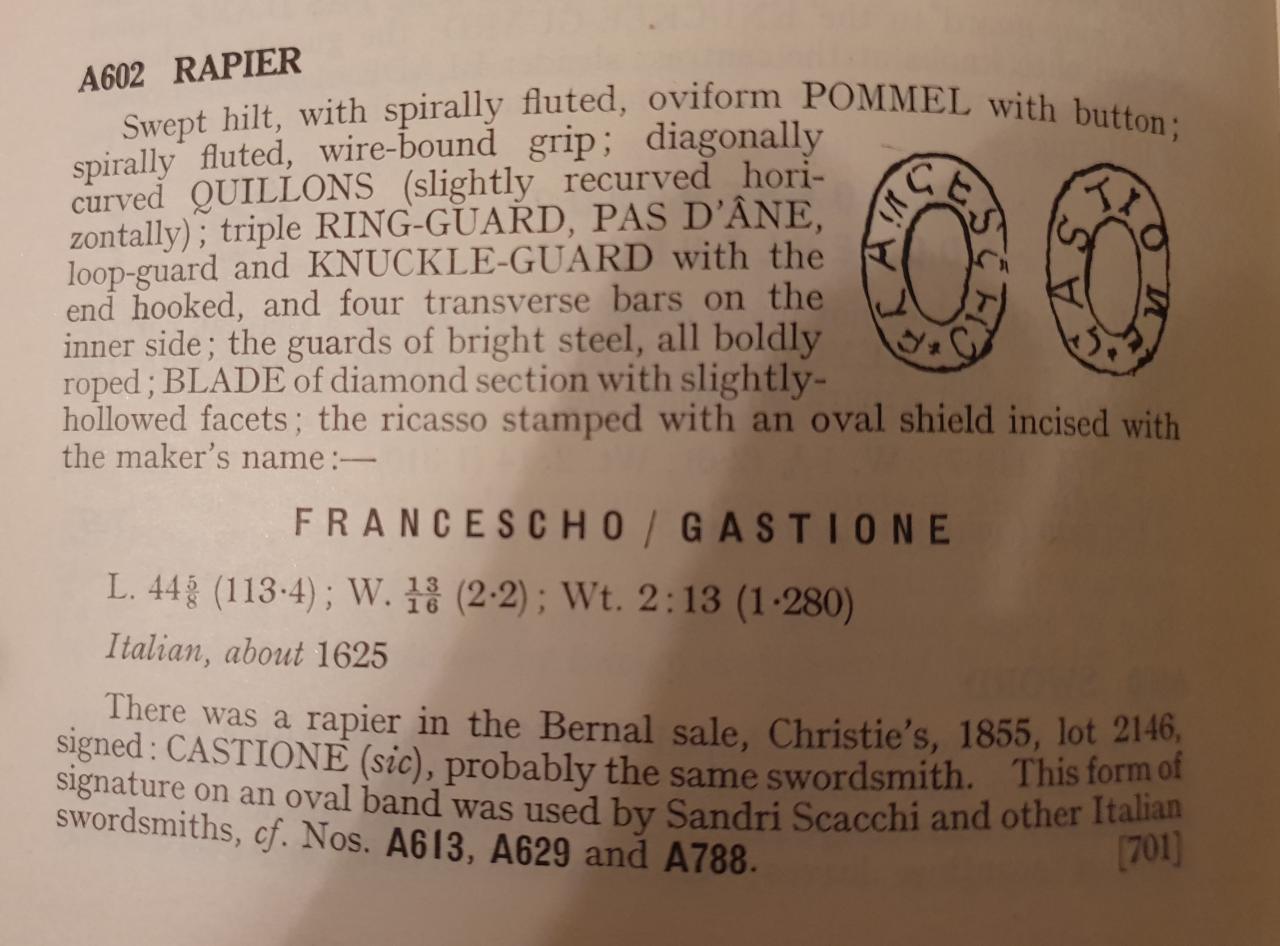 A602 RAPIER
Swept hilt, with spirally fluted, oviform POMMEL with button;
spirally fluted, wire-bound grip; diagonally
curved QUILLONS (slightly recurved hori-
zontally); triple RING-GUARD, PAS D'ÂNE,
loop-guard and KNUCKLE-GUARD with the
end hooked, and four transverse bars on the
inner side; the guards of bright steel, all boldly
roped; BLADE of diamond section with slightly-
hollowed facets; the ricasso stamped with an oval shield incised with
the maker's name:—
FRANCESCHO / GASTIONE
L. 44⅝ (113·4); W. 13/16 (2·2); Wt. 2:13 (1·280)
Italian, about 1625
There was a rapier in the Bernal sale, Christie's, 1855, lot 2146,
signed: CASTIONE (sic), probably the same swordsmith. This form of
signature on an oval band was used by Sandri Scacchi and other Italian
swordsmiths, cf. Nos. A613, A629 and A788. [701]